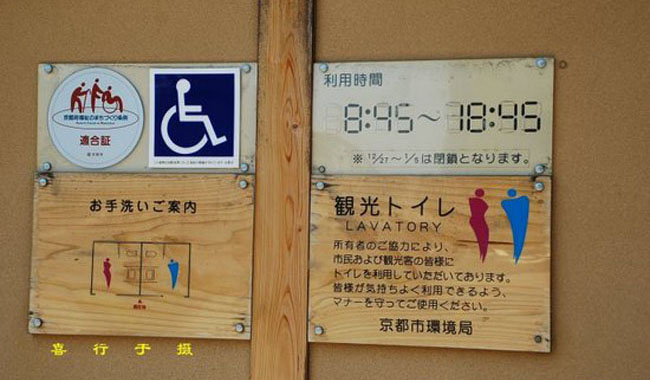 京都府福祉のまちづくり条例
適合証
利用時間
8:45～18:45
※ 12/27～1/5は閉鎖となります。
お手洗いご案内
観光トイレ
LAVATORY
所有者のご協力により、
市民および観光客の皆様に
トイレを利用していただいております。
皆様が気持ちよく利用できるよう、
マナーを守ってご使用ください。
京都市環境局
喜行于摄